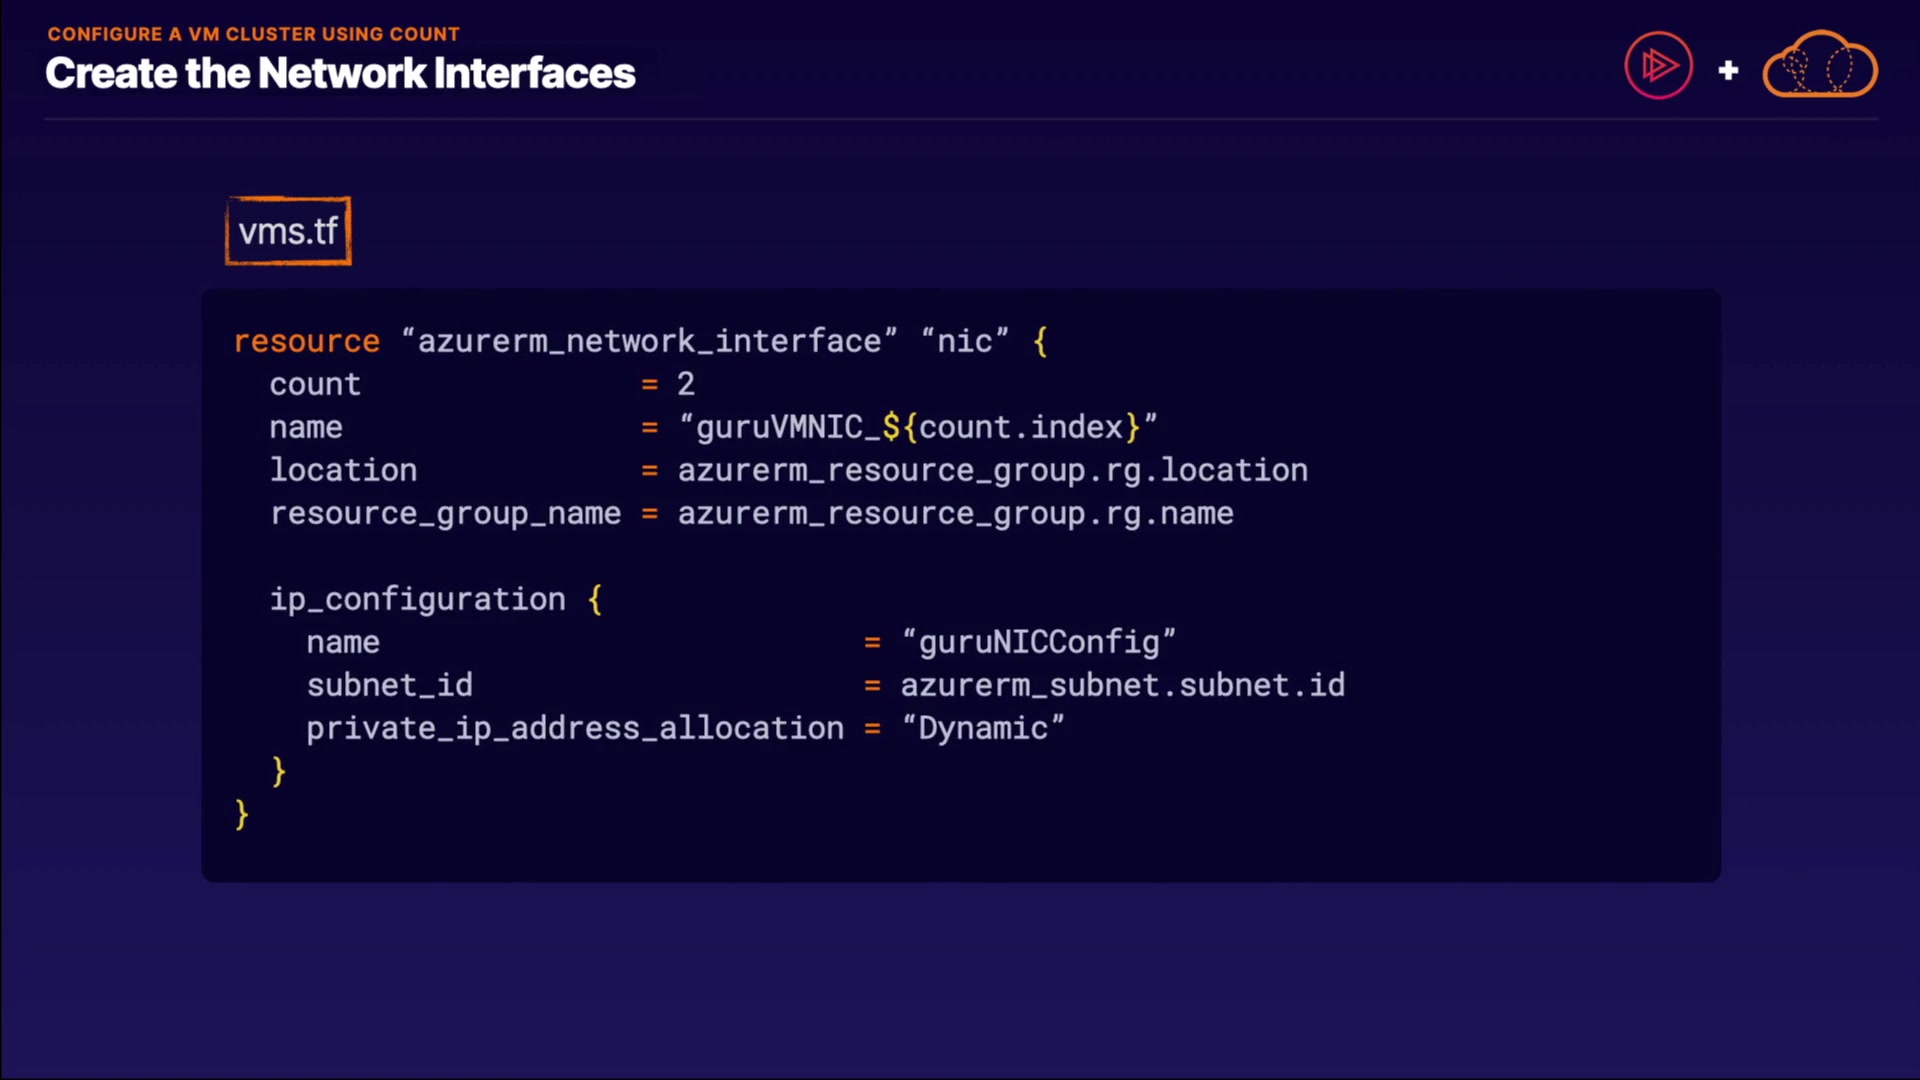 CONFIGURE A VM CLUSTER USING COUNT
Create the Network Interfaces
+
vms.tf
resource “azurerm_network_interface” “nic” {
  count               = 2
  name                = “guruVMNIC_${count.index}”
  location            = azurerm_resource_group.rg.location
  resource_group_name = azurerm_resource_group.rg.name
  ip_configuration {
    name                          = “guruNICConfig”
    subnet_id                     = azurerm_subnet.subnet.id
    private_ip_address_allocation = “Dynamic”
  }
}